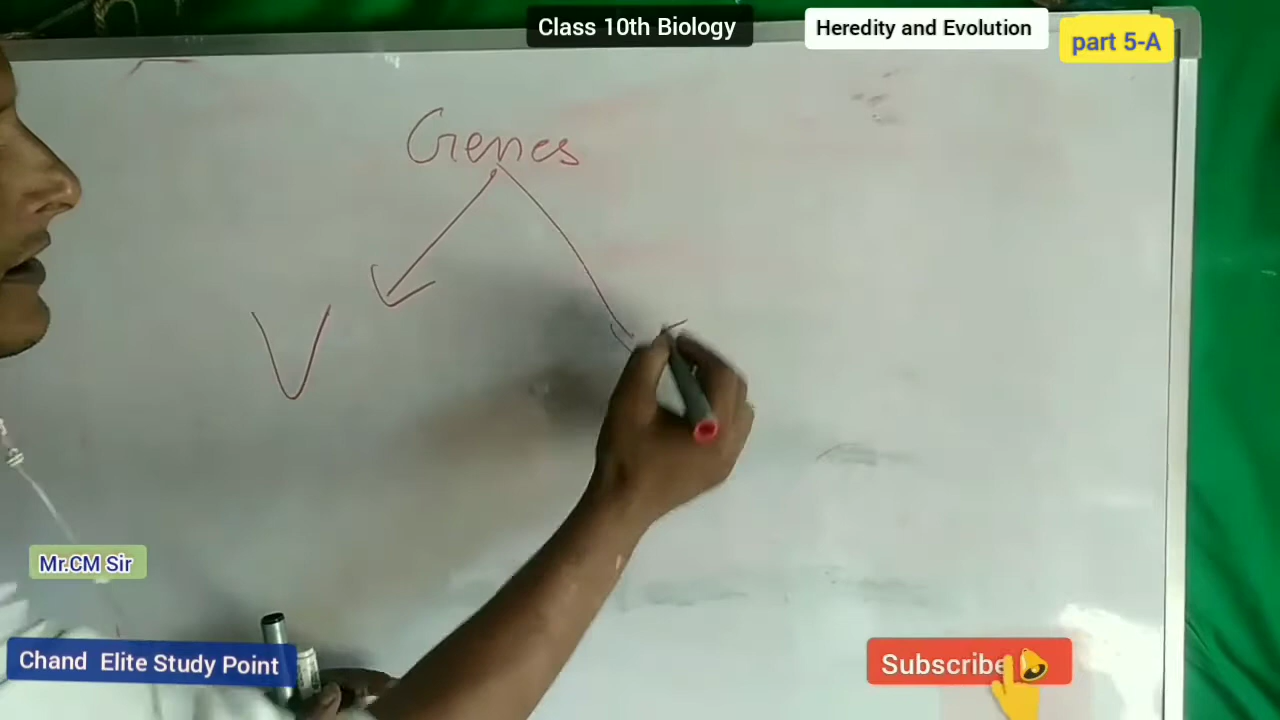 Class 10th Biology
Heredity and Evolution
part 5-A
Genes
V
Mr.CM Sir
Chand Elite Study Point
Subscribe